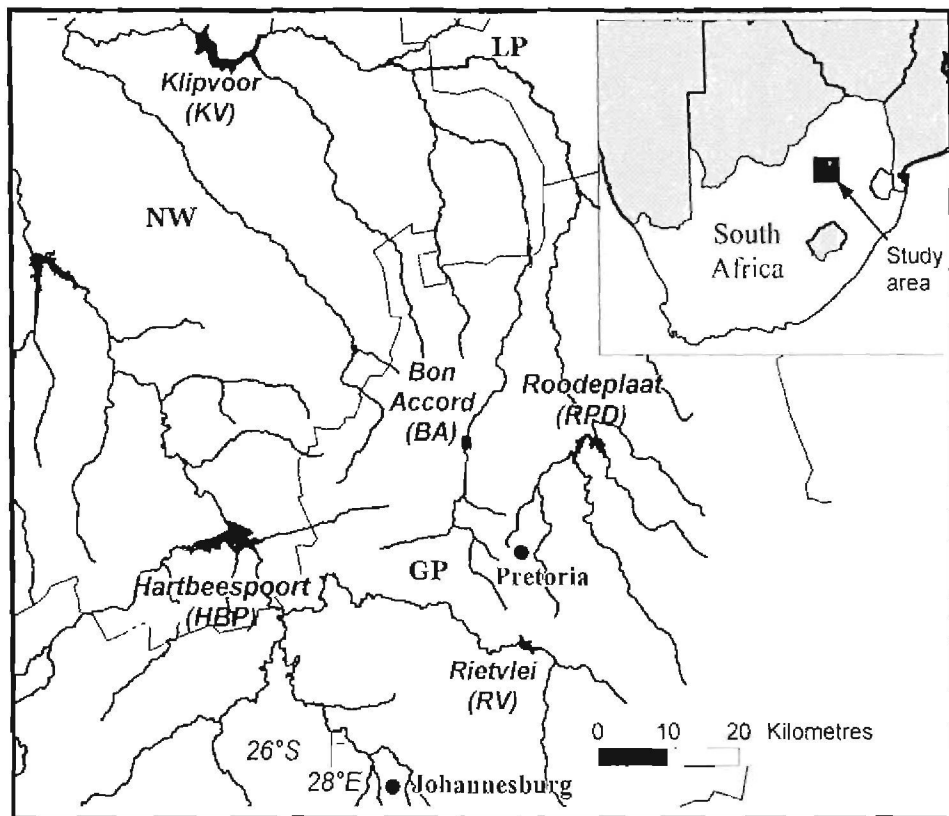 LP
Klipvoor
(KV)
NW
South
Africa
Study
area
Bon
Accord
(BA)
Roodeplaat
(RPD)
GP
Pretoria
Hartbeespoort
(HBP)
Rietvlei
(RV)
0 10 20 Kilometres
26°S
28°E
Johannesburg